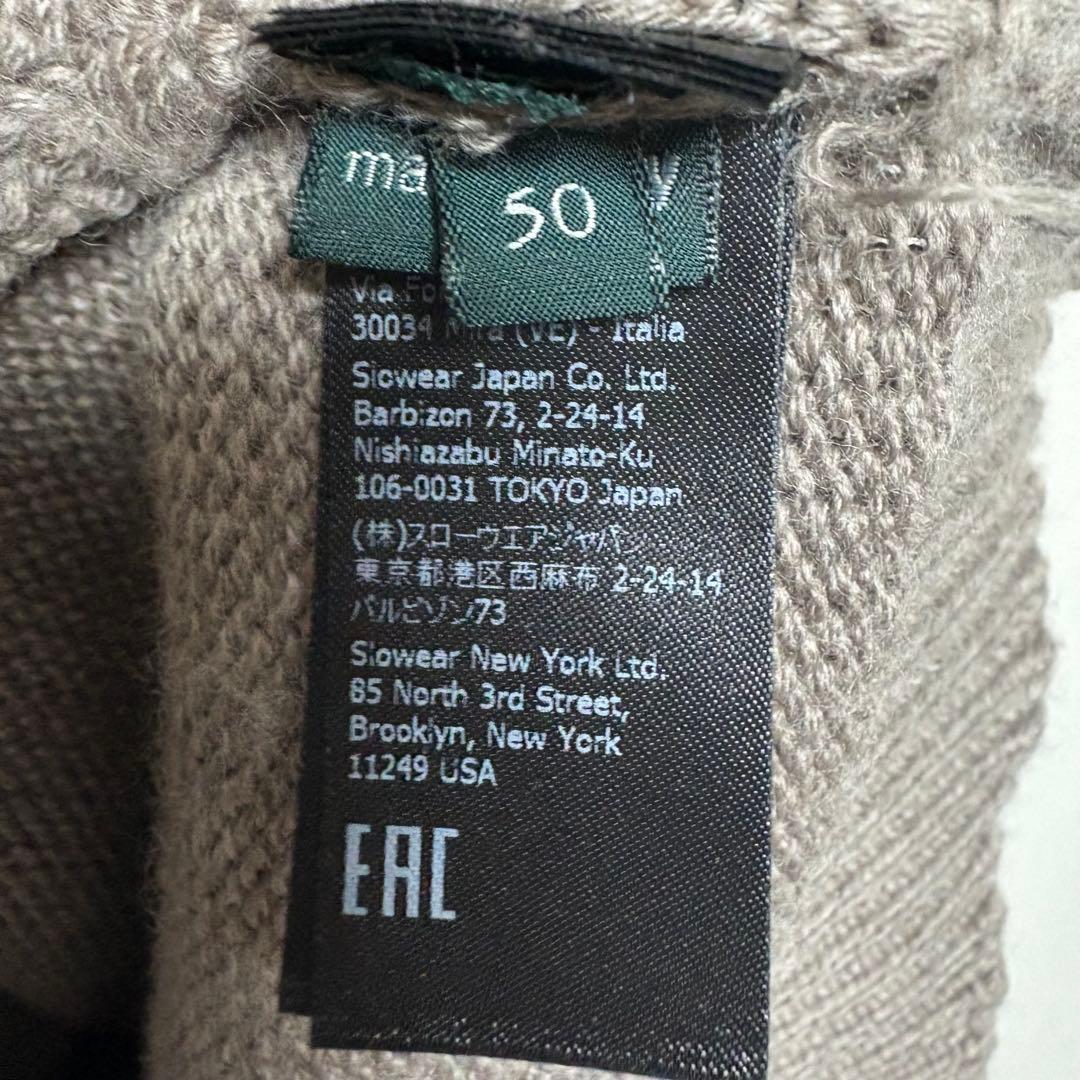 ma
50
Via
30034 Mira (VE) - Italia
Slowear Japan Co. Ltd.
Barbizon 73, 2-24-14
Nishiazabu Minato-Ku
106-0031 TOKYO Japan
(株)スローウエアジャパン
東京都港区西麻布 2-24-14
バルビゾン73
Slowear New York Ltd.
85 North 3rd Street,
Brooklyn, New York
11249 USA
EAC